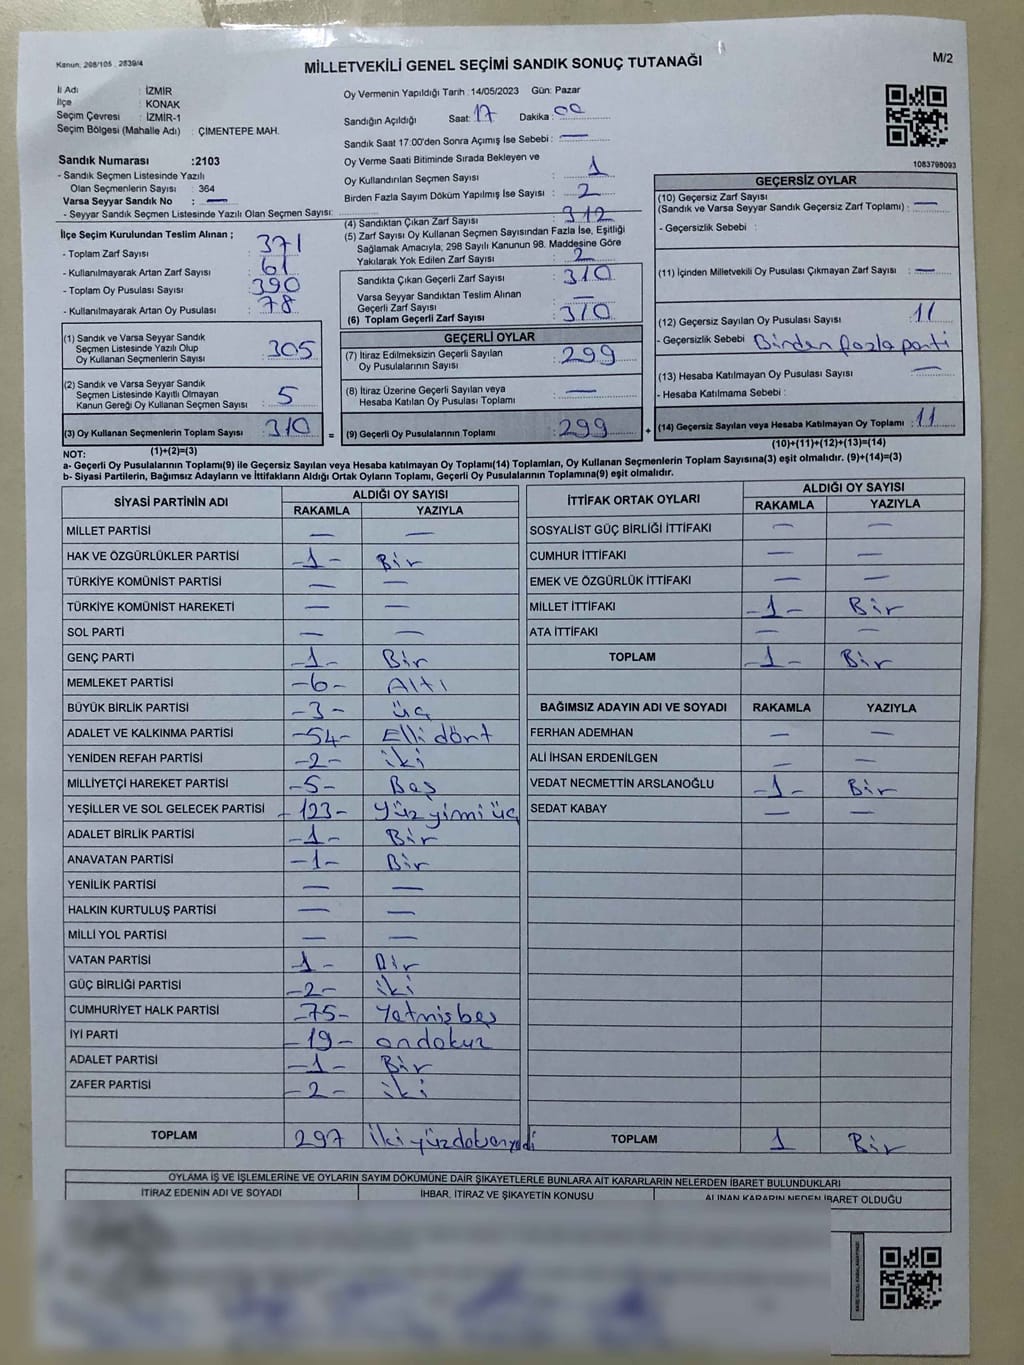 Kanun: 298/105 , 2839/4
MİLLETVEKİLİ GENEL SEÇİMİ SANDIK SONUÇ TUTANAĞI
M/2
İl Adı : İZMİR
İlçe : KONAK
Seçim Çevresi : İZMİR-1
Seçim Bölgesi (Mahalle Adı) : ÇİMENTEPE MAH.
Sandık Numarası :2103
- Sandık Seçmen Listesinde Yazılı
Olan Seçmenlerin Sayısı : 364
Varsa Seyyar Sandık No : —
- Seyyar Sandık Seçmen Listesinde Yazılı Olan Seçmen Sayısı:
Oy Vermenin Yapıldığı Tarih : 14/05/2023 Gün: Pazar
Sandığın Açıldığı Saat: 17 Dakika: 00
Sandık Saat 17:00'den Sonra Açımış İse Sebebi : —
Oy Verme Saati Bitiminde Sırada Bekleyen ve
Oy Kullandırılan Seçmen Sayısı : 1
Birden Fazla Sayım Döküm Yapılmış İse Sayısı : 2
(4) Sandıktan Çıkan Zarf Sayısı : 312
(5) Zarf Sayısı Oy Kullanan Seçmen Sayısından Fazla İse, Eşitliği
Sağlamak Amacıyla, 298 Sayılı Kanunun 98. Maddesine Göre
Yakılarak Yok Edilen Zarf Sayısı : 2
1083798093
İlçe Seçim Kurulundan Teslim Alınan ;
- Toplam Zarf Sayısı : 371
- Kullanılmayarak Artan Zarf Sayısı : 61
- Toplam Oy Pusulası Sayısı : 390
- Kullanılmayarak Artan Oy Pusulası : 78
Sandıkta Çıkan Geçerli Zarf Sayısı : 310
Varsa Seyyar Sandıktan Teslim Alınan
Geçerli Zarf Sayısı : —
(6) Toplam Geçerli Zarf Sayısı : 310
GEÇERSİZ OYLAR
(10) Geçersiz Zarf Sayısı
(Sandık ve Varsa Seyyar Sandık Geçersiz Zarf Toplamı) : —
- Geçersizlik Sebebi :
(11) İçinden Milletvekili Oy Pusulası Çıkmayan Zarf Sayısı : —
(12) Geçersiz Sayılan Oy Pusulası Sayısı : 11
- Geçersizlik Sebebi : Birden fazla parti
(13) Hesaba Katılmayan Oy Pusulası Sayısı : —
- Hesaba Katılmama Sebebi :
(14) Geçersiz Sayılan veya Hesaba Katılmayan Oy Toplamı : 11
(10)+(11)+(12)+(13)=(14)
(1) Sandık ve Varsa Seyyar Sandık
Seçmen Listesinde Yazılı Olup
Oy Kullanan Seçmenlerin Sayısı : 305
(2) Sandık ve Varsa Seyyar Sandık
Seçmen Listesinde Kayıtlı Olmayan
Kanun Gereği Oy Kullanan Seçmen Sayısı : 5
(3) Oy Kullanan Seçmenlerin Toplam Sayısı : 310
(1)+(2)=(3)
GEÇERLİ OYLAR
(7) İtiraz Edilmeksizin Geçerli Sayılan
Oy Pusulasının Sayısı : 299
(8) İtiraz Üzerine Geçerli Sayılan veya
Hesaba Katılan Oy Pusulası Toplamı : —
= (9) Geçerli Oy Pusulalarının Toplamı : 299 +
NOT:
a- Geçerli Oy Pusulalarının Toplamı(9) ile Geçersiz Sayılan veya Hesaba katılmayan Oy Toplamı(14) Toplamları, Oy Kullanan Seçmenlerin Toplam Sayısına(3) eşit olmalıdır. (9)+(14)=(3)
b- Siyasi Partilerin, Bağımsız Adayların ve İttifakların Aldığı Ortak Oyların Toplamı, Geçerli Oy Pusulalarının Toplamına(9) eşit olmalıdır.
SİYASİ PARTİNİN ADI ALDIĞI OY SAYISI
RAKAMLA YAZIYLA
MİLLET PARTİSİ — —
HAK VE ÖZGÜRLÜKLER PARTİSİ -1- Bir
TÜRKİYE KOMÜNİST PARTİSİ — —
TÜRKİYE KOMÜNİST HAREKETİ — —
SOL PARTİ — —
GENÇ PARTİ -1- Bir
MEMLEKET PARTİSİ -6- Altı
BÜYÜK BİRLİK PARTİSİ -3- üç
ADALET VE KALKINMA PARTİSİ -54- Elli dört
YENİDEN REFAH PARTİSİ -2- iki
MİLLİYETÇİ HAREKET PARTİSİ -5- Beş
YEŞİLLER VE SOL GELECEK PARTİSİ -123- Yüz yimi üç
ADALET BİRLİK PARTİSİ -1- Bir
ANAVATAN PARTİSİ -1- Bir
YENİLİK PARTİSİ — —
HALKIN KURTULUŞ PARTİSİ — —
MİLLİ YOL PARTİSİ — —
VATAN PARTİSİ -1- Bir
GÜÇ BİRLİĞİ PARTİSİ -2- iki
CUMHURİYET HALK PARTİSİ -75- Yetmişbeş
İYİ PARTİ -19- ondokuz
ADALET PARTİSİ -1- Bir
ZAFER PARTİSİ -2- iki
TOPLAM 297 ikiyüzdoksanyedi
İTTİFAK ORTAK OYLARI ALDIĞI OY SAYISI
RAKAMLA YAZIYLA
SOSYALİST GÜÇ BİRLİĞİ İTTİFAKI — —
CUMHUR İTTİFAKI — —
EMEK VE ÖZGÜRLÜK İTTİFAKI — —
MİLLET İTTİFAKI -1- Bir
ATA İTTİFAKI — —
TOPLAM -1- Bir
BAĞIMSIZ ADAYIN ADI VE SOYADI RAKAMLA YAZIYLA
FERHAN ADEMHAN — —
ALİ İHSAN ERDENİLGEN — —
VEDAT NECMETTİN ARSLANOĞLU -1- Bir
SEDAT KABAY — —
TOPLAM 1 Bir
OYLAMA İŞ VE İŞLEMLERİNE VE OYLARIN SAYIM DÖKÜMÜNE DAİR ŞİKAYETLERLE BUNLARA AİT KARARLARIN NELERDEN İBARET BULUNDUKLARI
İTİRAZ EDENİN ADI VE SOYADI İHBAR, İTİRAZ VE ŞİKAYETİN KONUSU ALINAN KARARIN NEDEN İBARET OLDUĞU